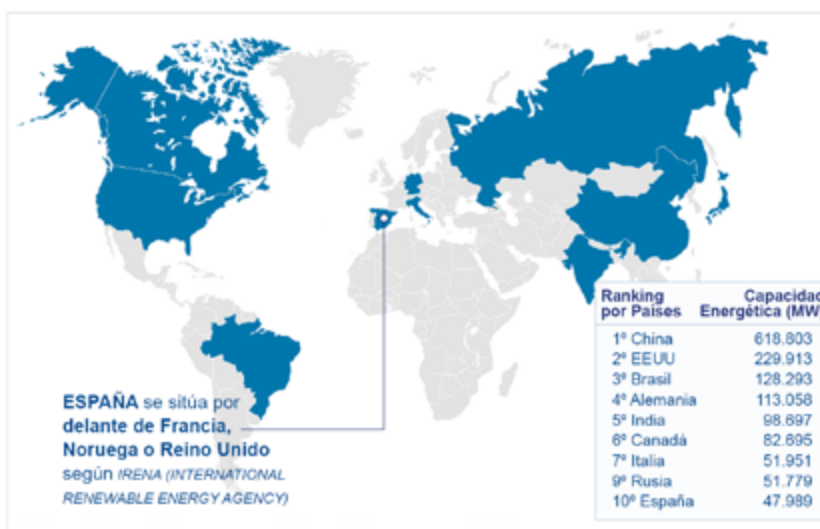 Ranking Capacidad
por Países Energética (MW
1º China 618.803
2º EEUU 229.913
3º Brasil 128.293
4º Alemania 113.058
5º India 98.697
6º Canadá 82.695
7º Italia 51.951
9º Rusia 51.779
10º España 47.989
ESPAÑA se sitúa por
delante de Francia,
Noruega o Reino Unido
según IRENA (INTERNATIONAL
RENEWABLE ENERGY AGENCY)